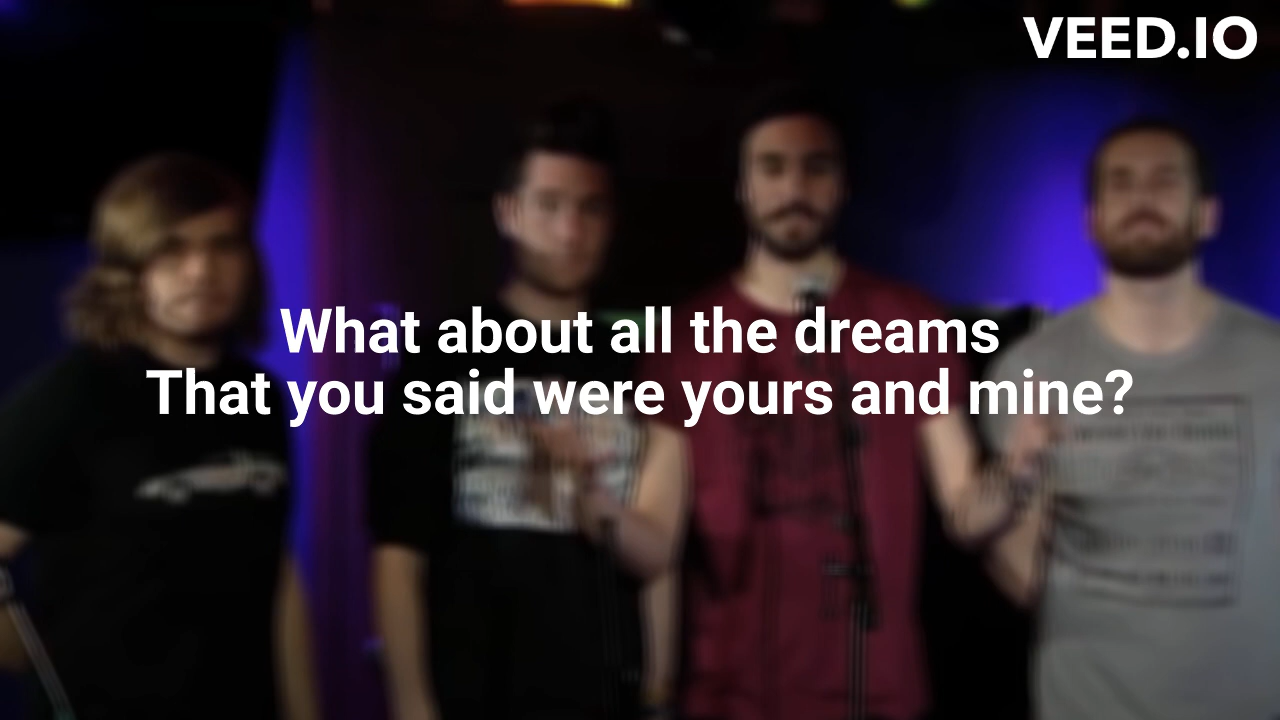 VEED.IO
What about all the dreams
That you said were yours and mine?